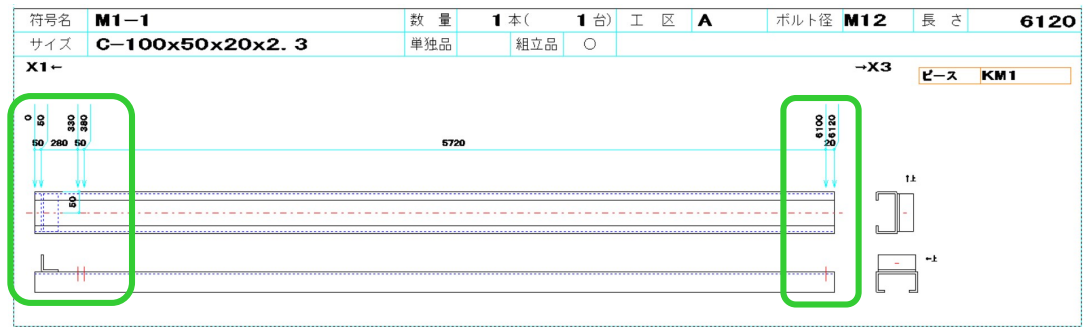 符号名 M1-1 数 量 1 本( 1 台) 工 区 A ボルト径 M12 長 さ 6120
サイズ C-100x50x20x2. 3 単独品 組立品 ○
X1← →X3
ピース KM1
0 50 330 380 6100 6120
50 280 50 5720 20
↑上
50
←上